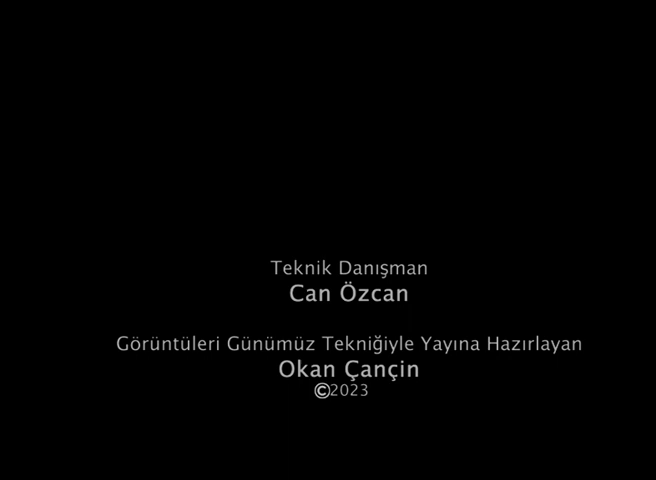 Teknik Danışman
Can Özcan
Görüntüleri Günümüz Tekniğiyle Yayına Hazırlayan
Okan Çançin
©2023